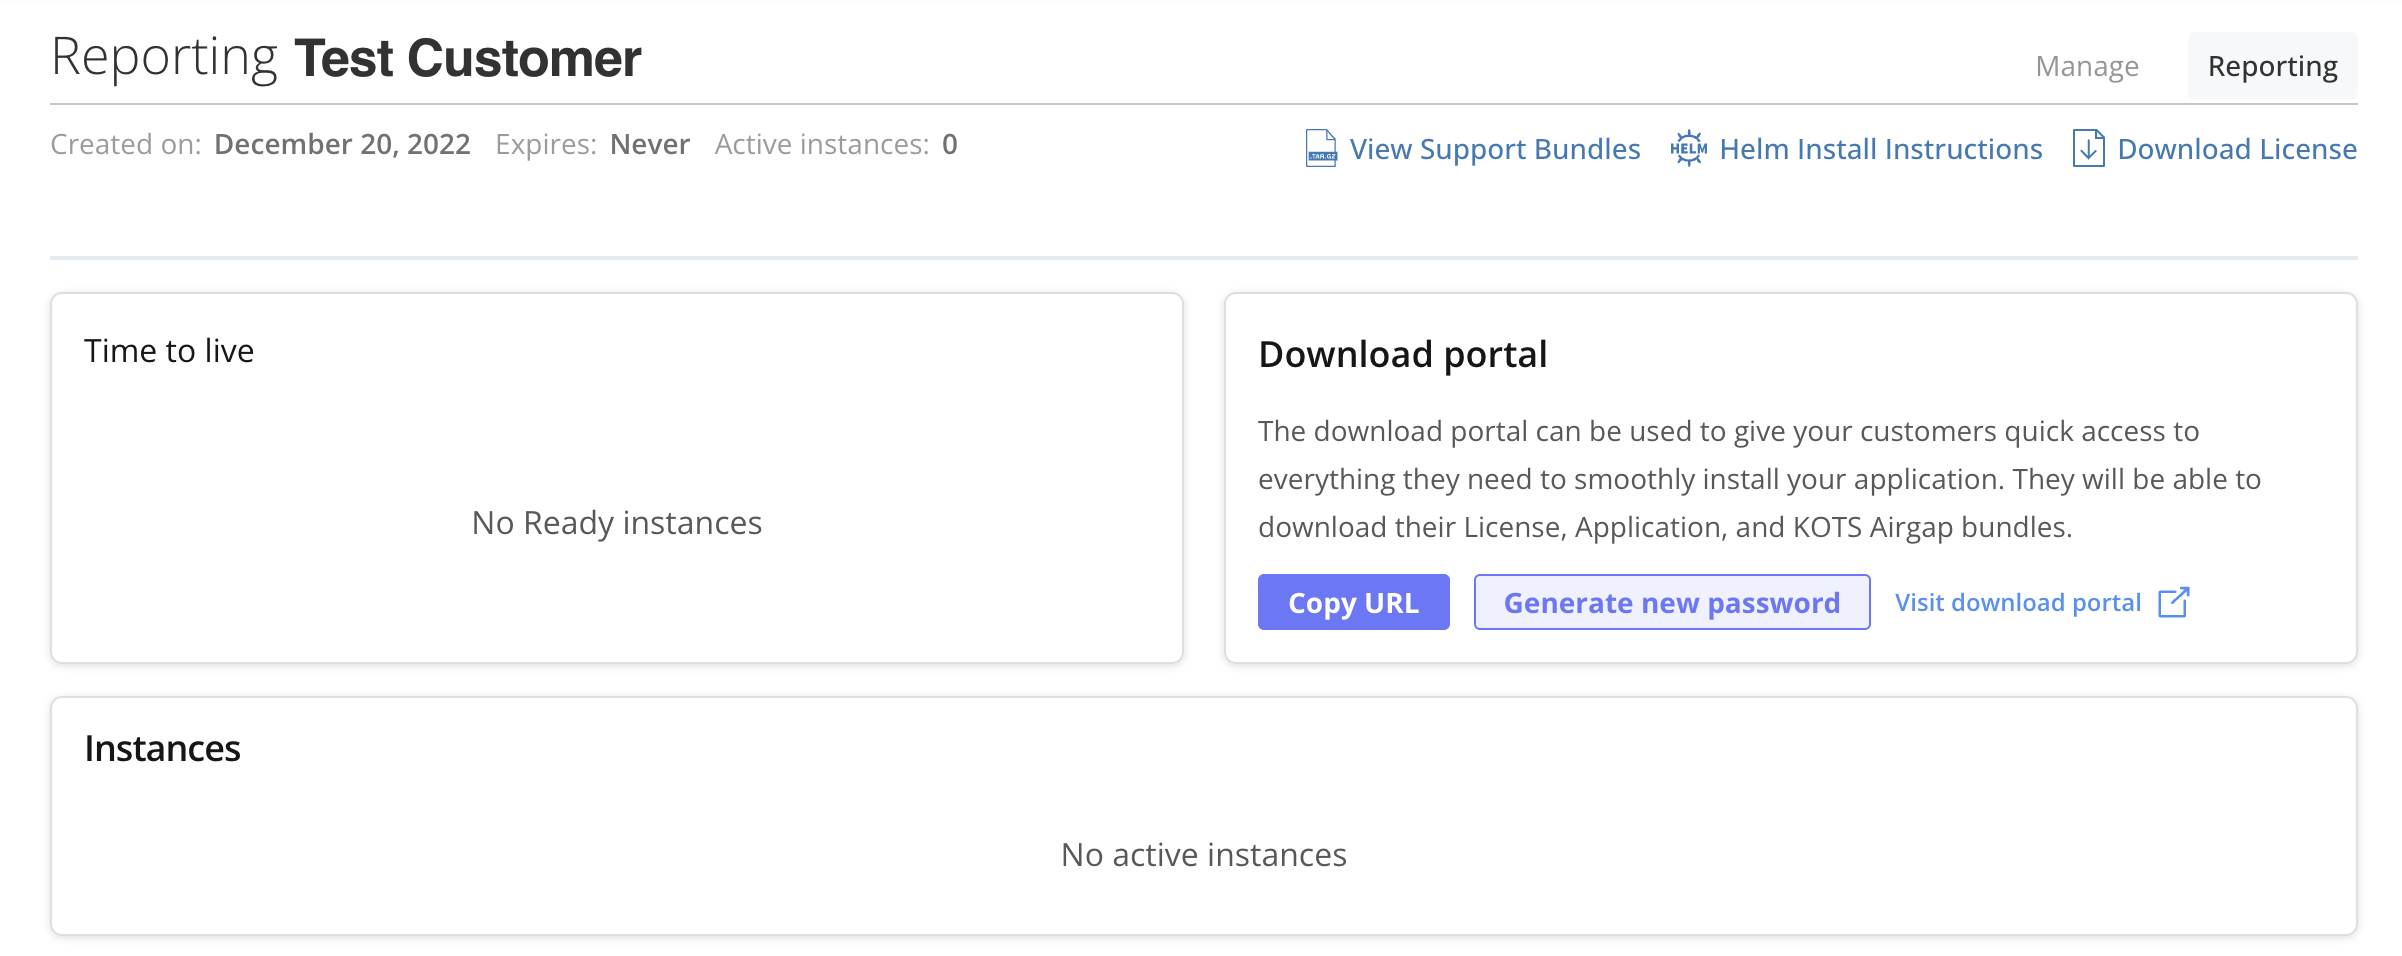 Reporting Test Customer
Manage
Reporting
Created on: December 20, 2022 Expires: Never Active instances: 0
.TAR.GZ View Support Bundles
HELM Helm Install Instructions
Download License
Time to live
No Ready instances
Download portal
The download portal can be used to give your customers quick access to
everything they need to smoothly install your application. They will be able to
download their License, Application, and KOTS Airgap bundles.
Copy URL
Generate new password
Visit download portal
Instances
No active instances